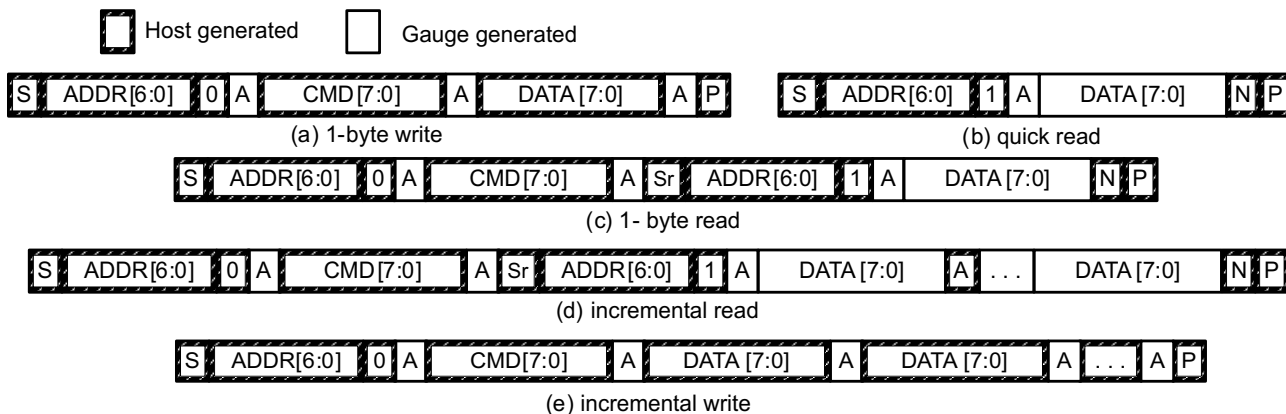 Host generated Gauge generated
S ADDR[6:0] 0 A CMD[7:0] A DATA[7:0] A P S ADDR[6:0] 1 A DATA[7:0] N P
(a) 1-byte write (b) quick read
S ADDR[6:0] 0 A CMD[7:0] A Sr ADDR[6:0] 1 A DATA[7:0] N P
(c) 1- byte read
S ADDR[6:0] 0 A CMD[7:0] A Sr ADDR[6:0] 1 A DATA[7:0] A . . . DATA[7:0] N P
(d) incremental read
S ADDR[6:0] 0 A CMD[7:0] A DATA[7:0] A DATA[7:0] A . . . A P
(e) incremental write